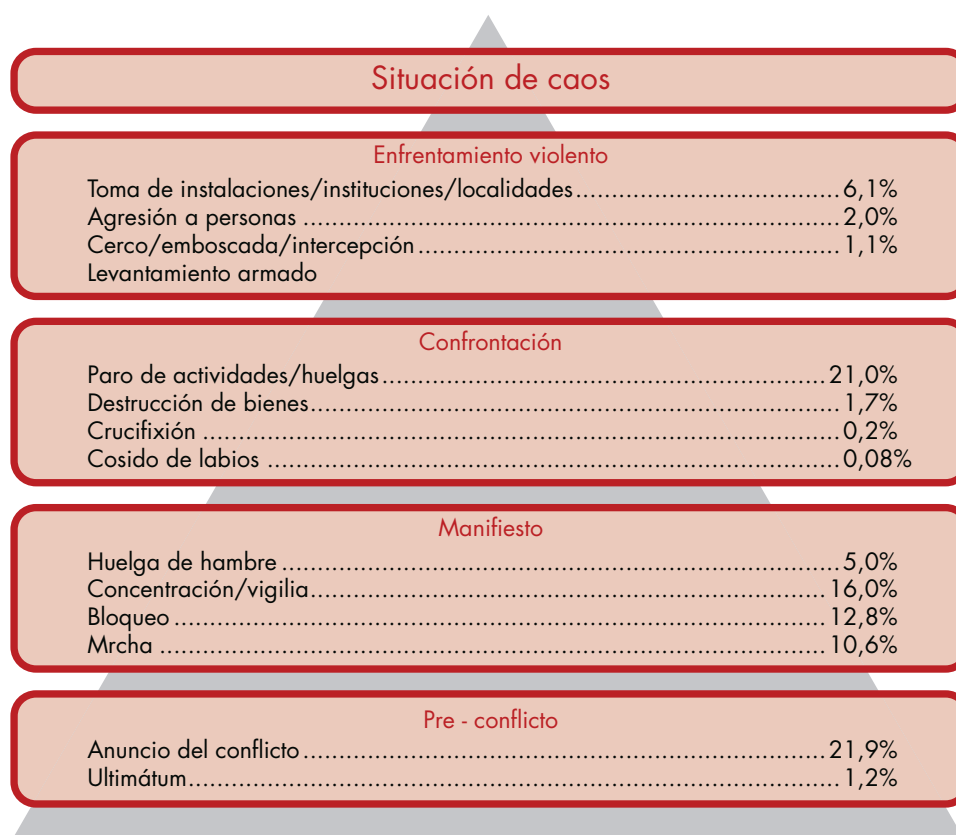 Situación de caos
Enfrentamiento violento
Toma de instalaciones/instituciones/localidades 6,1%
Agresión a personas 2,0%
Cerco/emboscada/intercepción 1,1%
Levantamiento armado
Confrontación
Paro de actividades/huelgas 21,0%
Destrucción de bienes 1,7%
Crucifixión 0,2%
Cosido de labios 0,08%
Manifiesto
Huelga de hambre 5,0%
Concentración/vigilia 16,0%
Bloqueo 12,8%
Mrcha 10,6%
Pre - conflicto
Anuncio del conflicto 21,9%
Ultimátum 1,2%